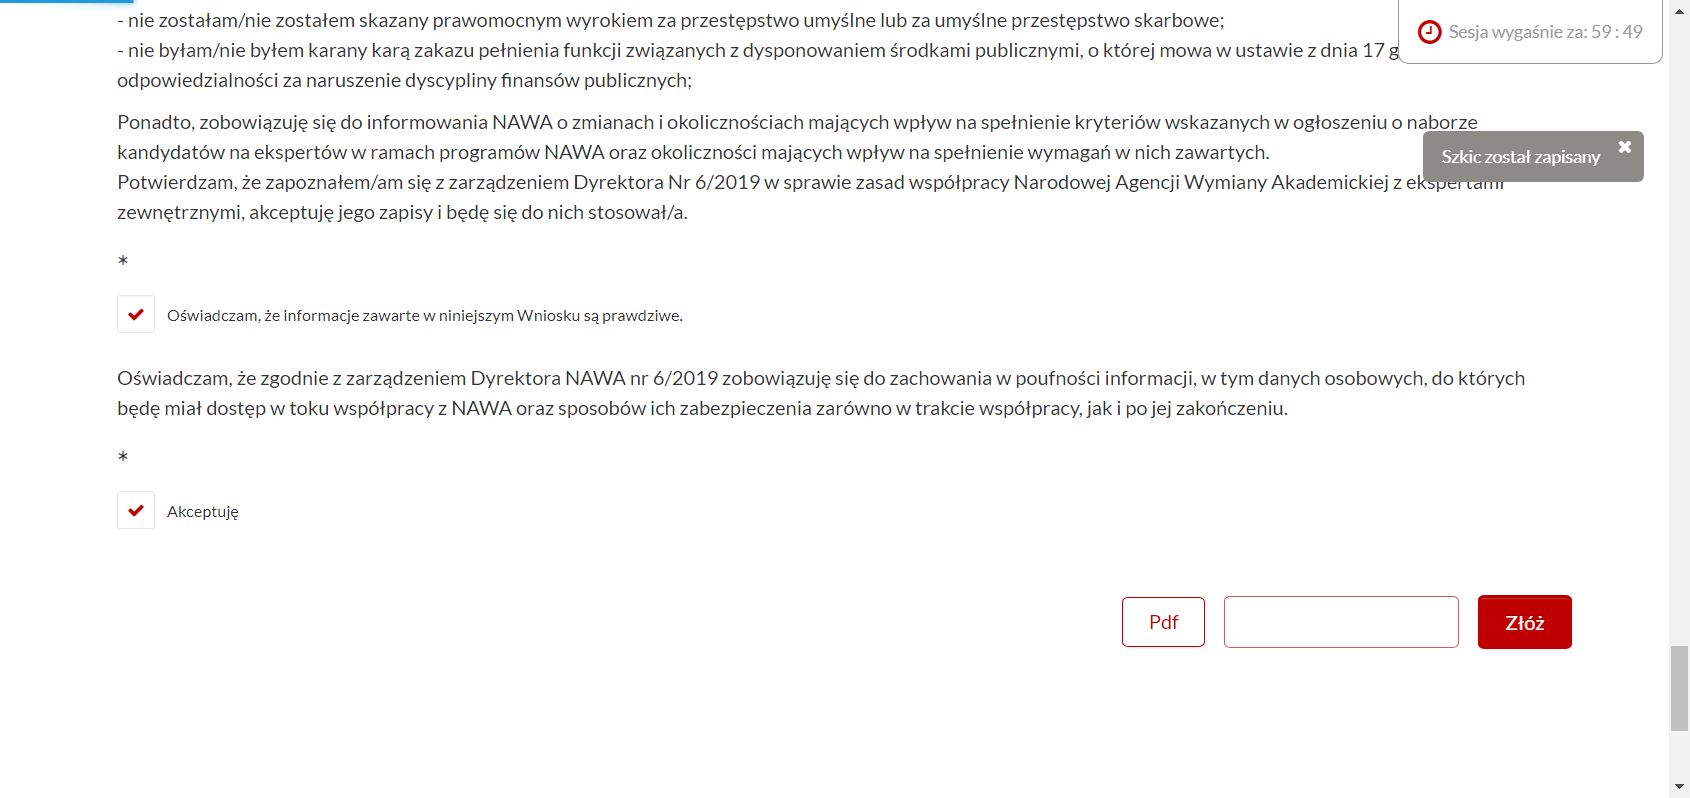 - nie zostałam/nie zostałem skazany prawomocnym wyrokiem za przestępstwo umyślne lub za umyślne przestępstwo skarbowe;
- nie byłam/nie byłem karany karą zakazu pełnienia funkcji związanych z dysponowaniem środkami publicznymi, o której mowa w ustawie z dnia 17 g
odpowiedzialności za naruszenie dyscypliny finansów publicznych;
Sesja wygaśnie za: 59 : 49
Ponadto, zobowiązuję się do informowania NAWA o zmianach i okolicznościach mających wpływ na spełnienie kryteriów wskazanych w ogłoszeniu o naborze
kandydatów na ekspertów w ramach programów NAWA oraz okoliczności mających wpływ na spełnienie wymagań w nich zawartych.
Szkic został zapisany
Potwierdzam, że zapoznałem/am się z zarządzeniem Dyrektora Nr 6/2019 w sprawie zasad współpracy Narodowej Agencji Wymiany Akademickiej z ekspertami
zewnętrznymi, akceptuję jego zapisy i będę się do nich stosował/a.
*
Oświadczam, że informacje zawarte w niniejszym Wniosku są prawdziwe.
Oświadczam, że zgodnie z zarządzeniem Dyrektora NAWA nr 6/2019 zobowiązuję się do zachowania w poufności informacji, w tym danych osobowych, do których
będę miał dostęp w toku współpracy z NAWA oraz sposobów ich zabezpieczenia zarówno w trakcie współpracy, jak i po jej zakończeniu.
*
Akceptuję
Pdf
Złóż